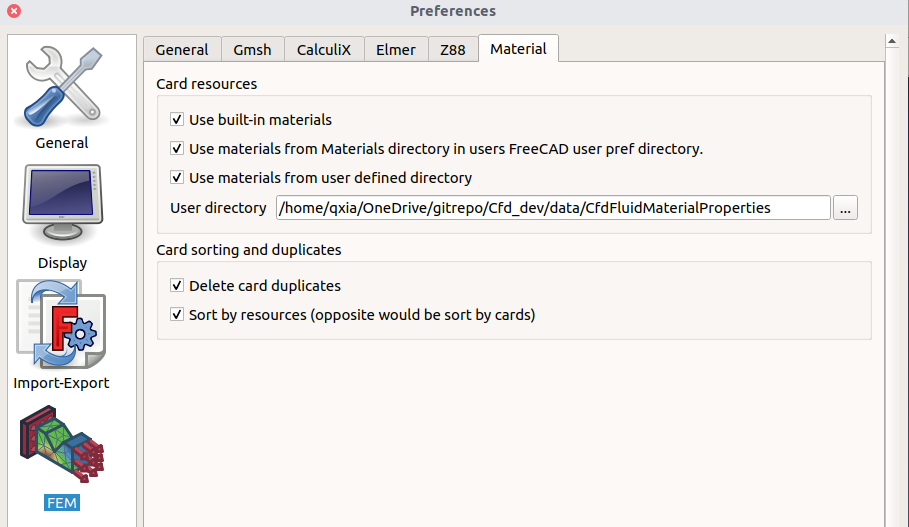 Preferences
General
Gmsh
CalculiX
Elmer
Z88
Material
Card resources
Use built-in materials
Use materials from Materials directory in users FreeCAD user pref directory.
Use materials from user defined directory
User directory /home/qxia/OneDrive/gitrepo/Cfd_dev/data/CfdFluidMaterialProperties ...
Card sorting and duplicates
Delete card duplicates
Sort by resources (opposite would be sort by cards)
General
Display
Import-Export
FEM